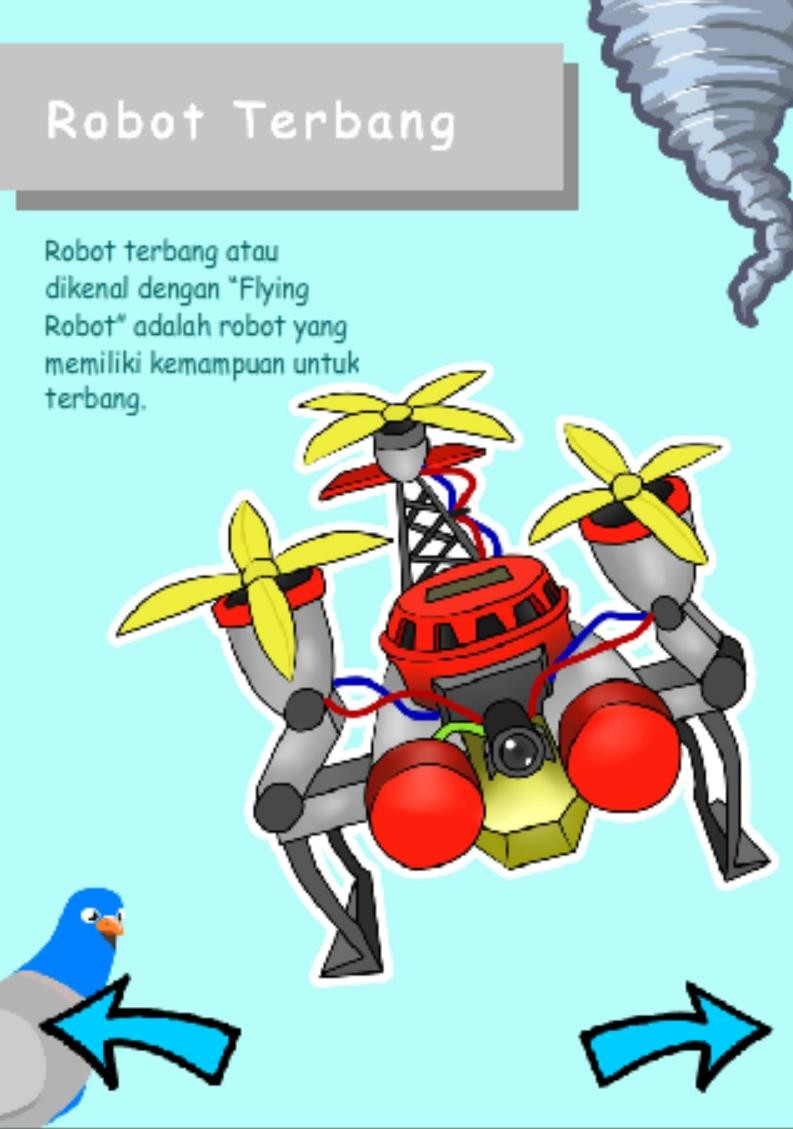 Robot Terbang
Robot terbang atau
dikenal dengan “Flying
Robot” adalah robot yang
memiliki kemampuan untuk
terbang.